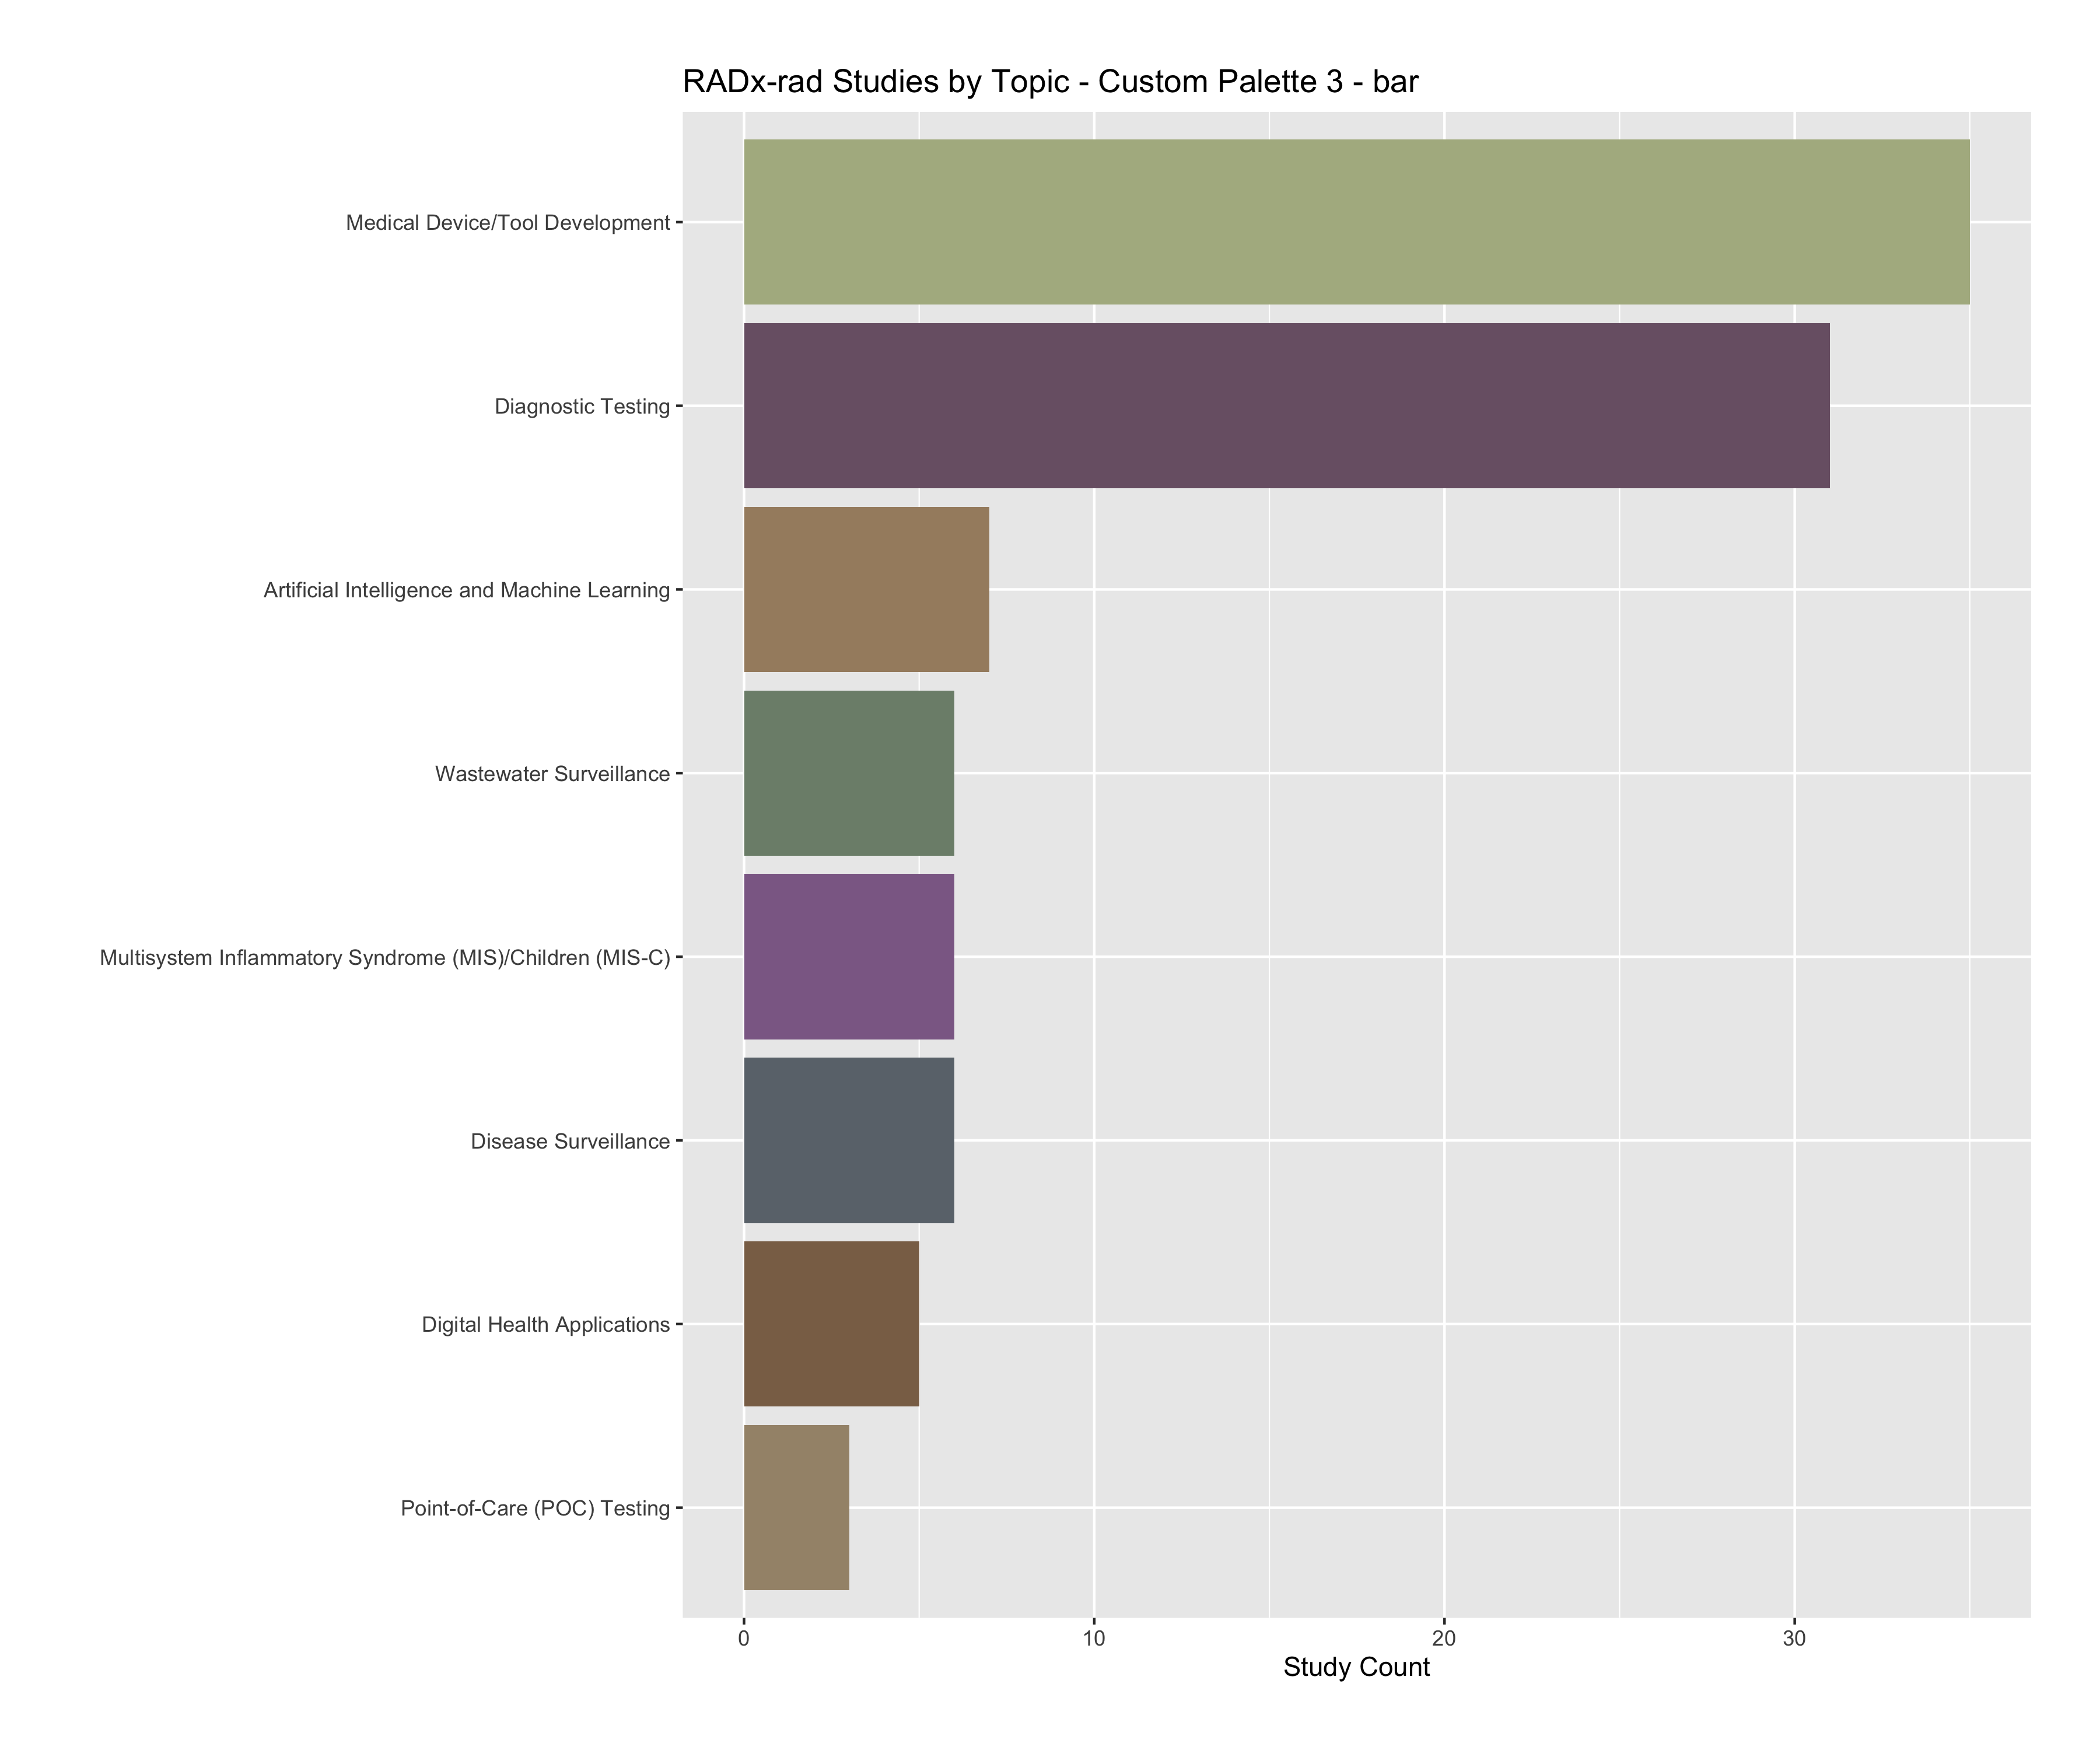 RADx-rad Studies by Topic - Custom Palette 3 - bar
Medical Device/Tool Development
Diagnostic Testing
Artificial Intelligence and Machine Learning
Wastewater Surveillance
Multisystem Inflammatory Syndrome (MIS)/Children (MIS-C)
Disease Surveillance
Digital Health Applications
Point-of-Care (POC) Testing
0 10 20 30
Study Count